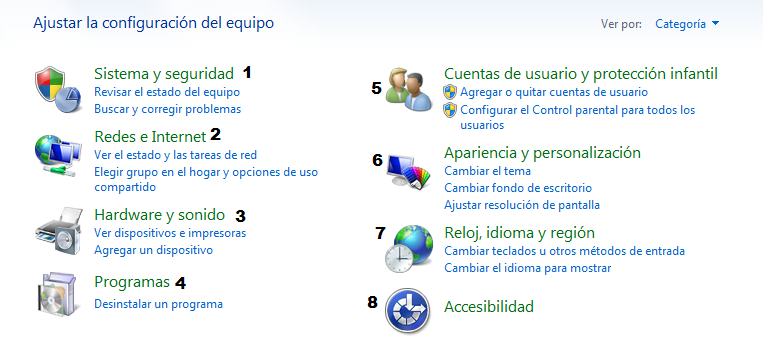 Ajustar la configuración del equipo
Ver por: Categoría
Sistema y seguridad 1
Revisar el estado del equipo
Buscar y corregir problemas
Redes e Internet 2
Ver el estado y las tareas de red
Elegir grupo en el hogar y opciones de uso
compartido
Hardware y sonido 3
Ver dispositivos e impresoras
Agregar un dispositivo
Programas 4
Desinstalar un programa
5 Cuentas de usuario y protección infantil
Agregar o quitar cuentas de usuario
Configurar el Control parental para todos los
usuarios
6 Apariencia y personalización
Cambiar el tema
Cambiar fondo de escritorio
Ajustar resolución de pantalla
7 Reloj, idioma y región
Cambiar teclados u otros métodos de entrada
Cambiar el idioma para mostrar
8 Accesibilidad